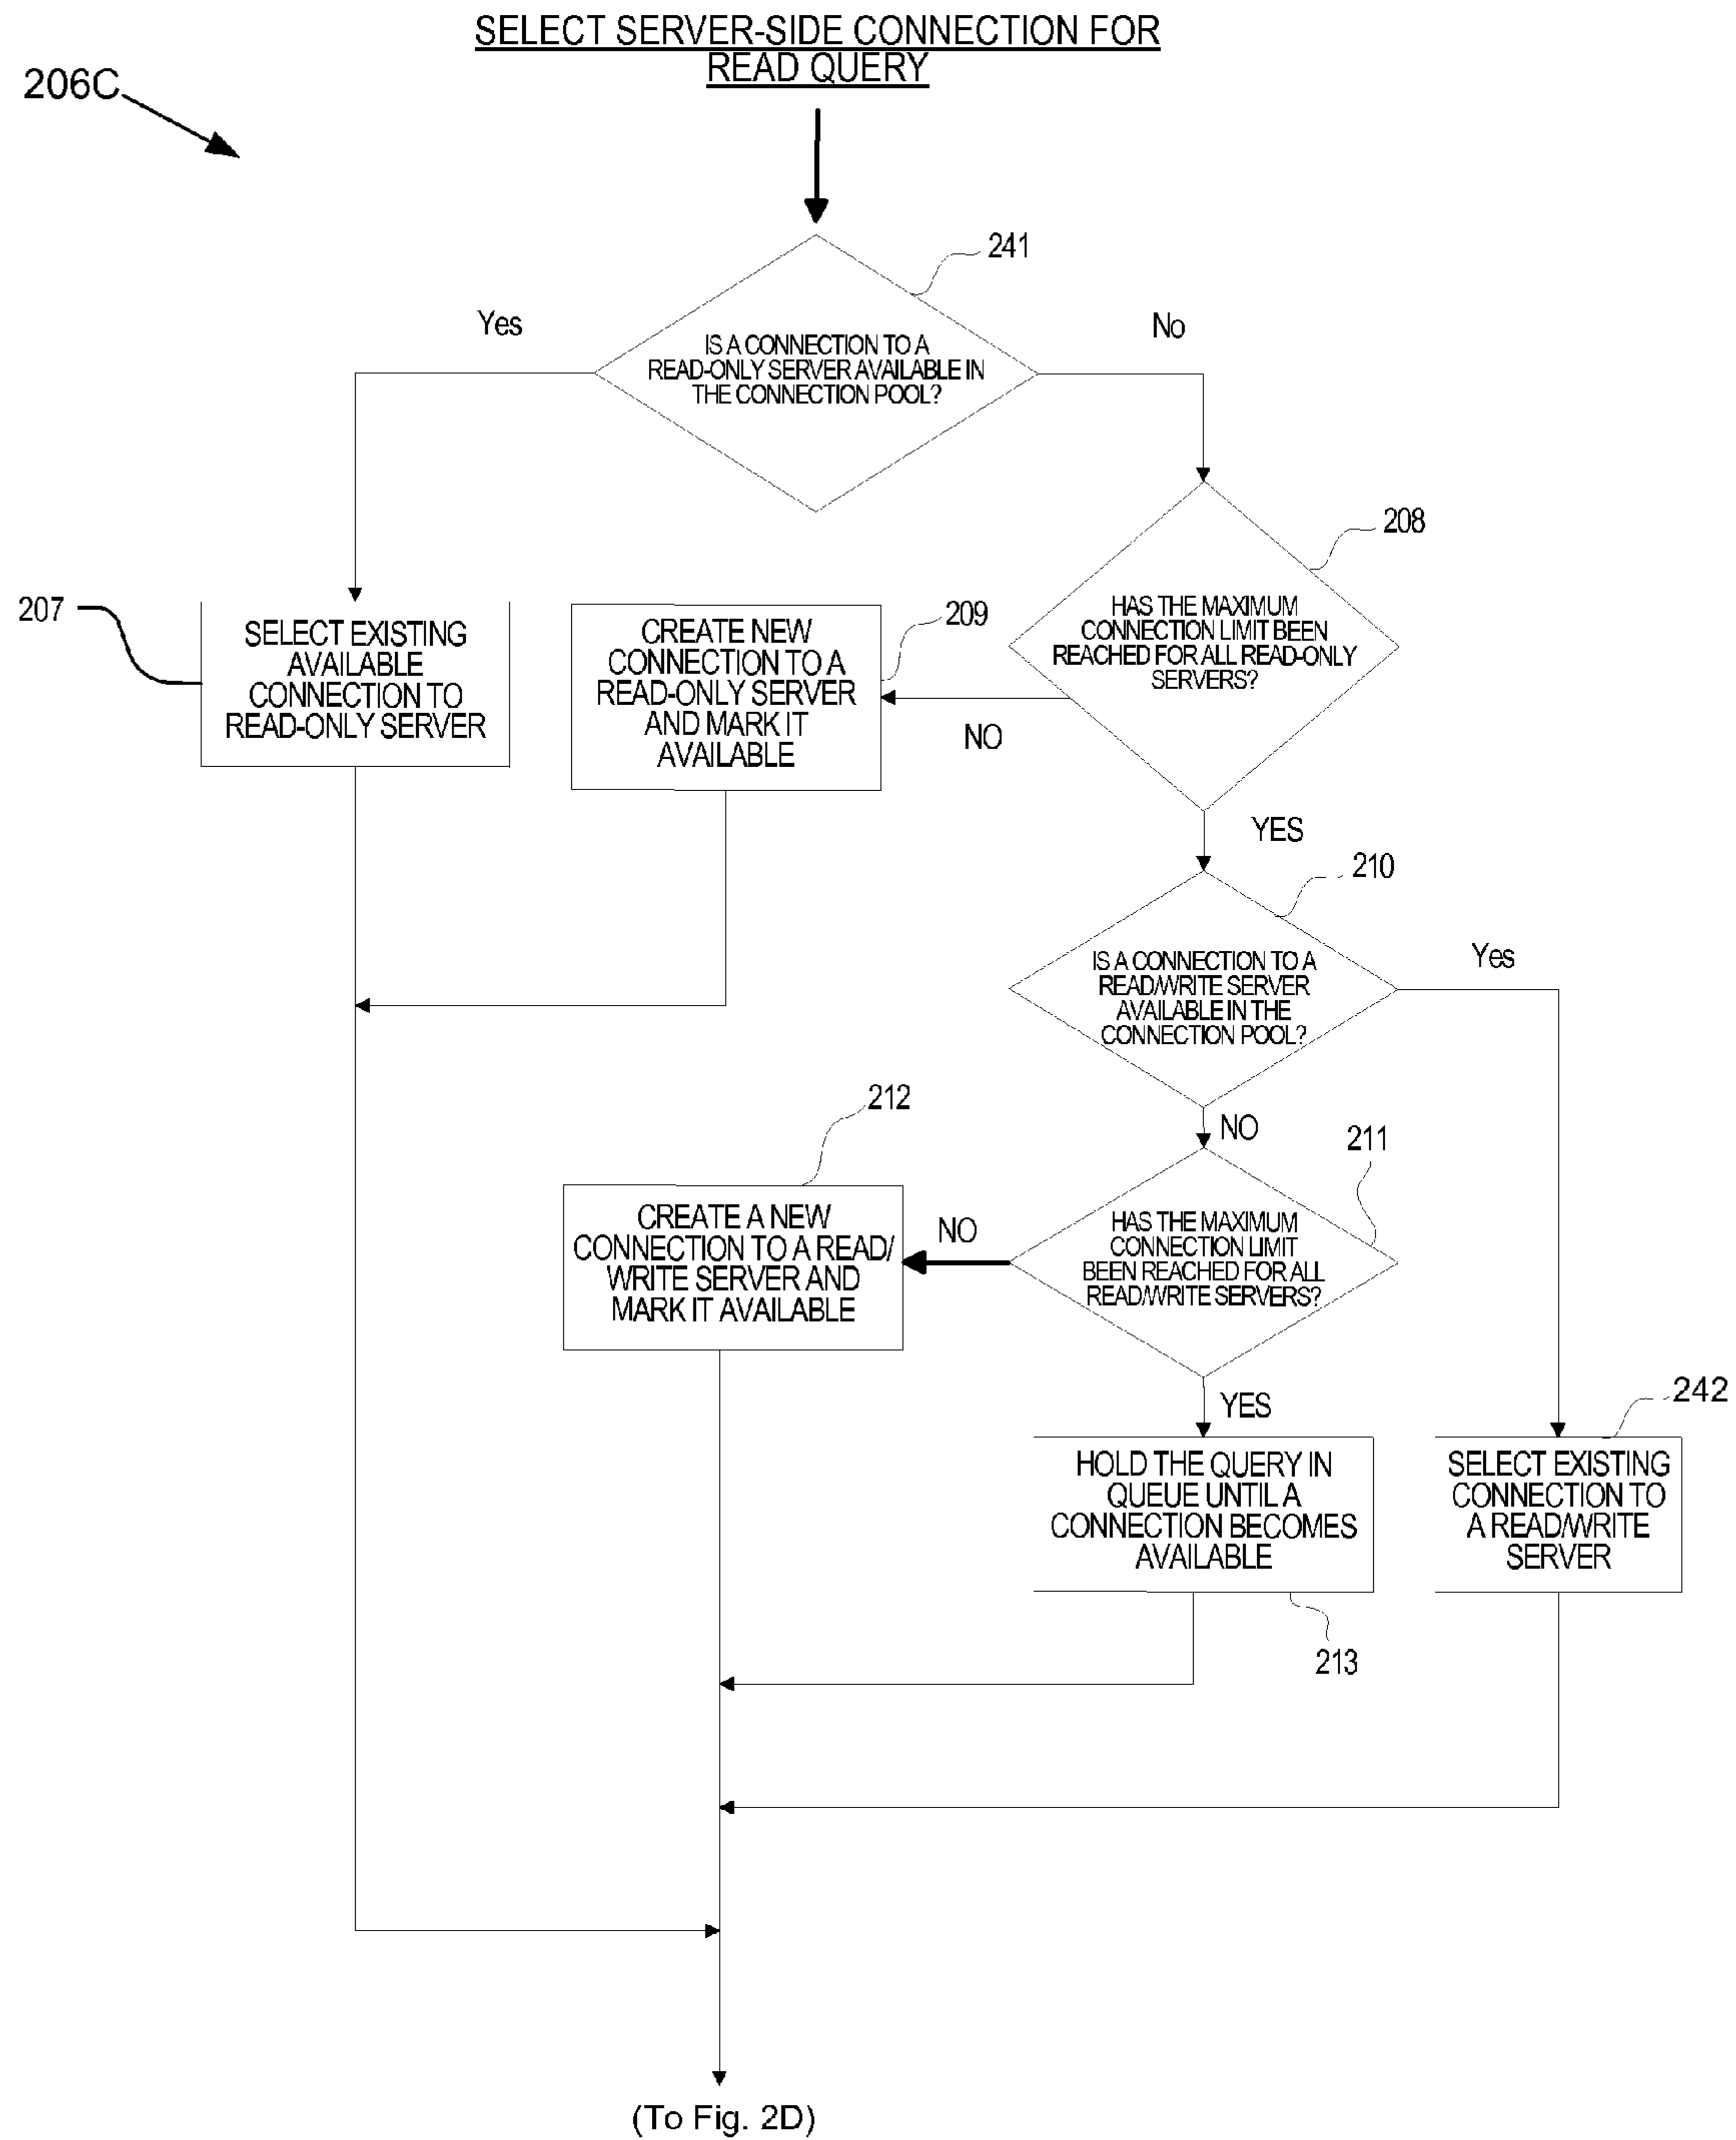 SELECT SERVER-SIDE CONNECTION FOR
READ QUERY
206C
241
Yes
No
IS A CONNECTION TO A
READ-ONLY SERVER AVAILABLE IN
THE CONNECTION POOL?
208
HAS THE MAXIMUM
CONNECTION LIMIT BEEN
REACHED FOR ALL READ-ONLY
SERVERS?
207
SELECT EXISTING
AVAILABLE
CONNECTION TO
READ-ONLY SERVER
209
CREATE NEW
CONNECTION TO A
READ-ONLY SERVER
AND MARK IT
AVAILABLE
NO
YES
210
IS A CONNECTION TO A
READ/WRITE SERVER
AVAILABLE IN THE
CONNECTION POOL?
Yes
NO
212
211
CREATE A NEW
CONNECTION TO A READ/
WRITE SERVER AND
MARK IT AVAILABLE
NO
HAS THE MAXIMUM
CONNECTION LIMIT
BEEN REACHED FOR ALL
READ/WRITE SERVERS?
YES
242
HOLD THE QUERY IN
QUEUE UNTIL A
CONNECTION BECOMES
AVAILABLE
SELECT EXISTING
CONNECTION TO
A READ/WRITE
SERVER
213
(To Fig. 2D)